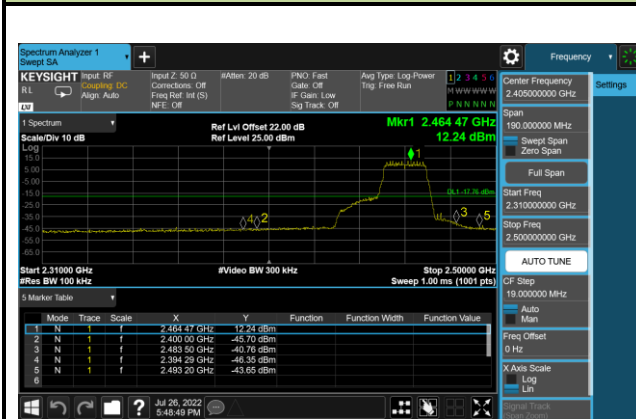 Spectrum Analyzer 1
Swept SA
+
Frequency
KEYSIGHT Input: RF Input Z: 50 Ω #Atten: 20 dB PNO: Fast Avg Type: Log-Power 1 2 3 4 5 6
RL Coupling: DC Corrections: Off Gate: Off Trig: Free Run M W W W W W
Align: Auto Freq Ref: Int (S) IF Gain: Low P N N N N N
LXI NFE: Off Sig Track: Off
Center Frequency
2.405000000 GHz
Settings
1 Spectrum Ref Lvl Offset 22.00 dB Mkr1 2.464 47 GHz
Scale/Div 10 dB Ref Level 25.00 dBm 12.24 dBm
Span
190.000000 MHz
Swept Span
Zero Span
Full Span
Start Freq
2.310000000 GHz
Stop Freq
2.500000000 GHz
AUTO TUNE
CF Step
19.000000 MHz
Auto
Man
Freq Offset
0 Hz
X Axis Scale
Log
Lin
Signal Track
(Span Zoom)
Log
15.0
5.00
-5.00
-15.0
-25.0
-35.0
-45.0
-55.0
-65.0
1
DL1 -17.76 dBm
4 2 3 5
Start 2.31000 GHz #Video BW 300 kHz Stop 2.50000 GHz
#Res BW 100 kHz Sweep 1.00 ms (1001 pts)
5 Marker Table
Mode Trace Scale X Y Function Function Width Function Value
1 N 1 f 2.464 47 GHz 12.24 dBm
2 N 1 f 2.400 00 GHz -45.70 dBm
3 N 1 f 2.483 50 GHz -40.76 dBm
4 N 1 f 2.394 29 GHz -46.35 dBm
5 N 1 f 2.493 20 GHz -43.65 dBm
6
? Jul 26, 2022
5:48:49 PM